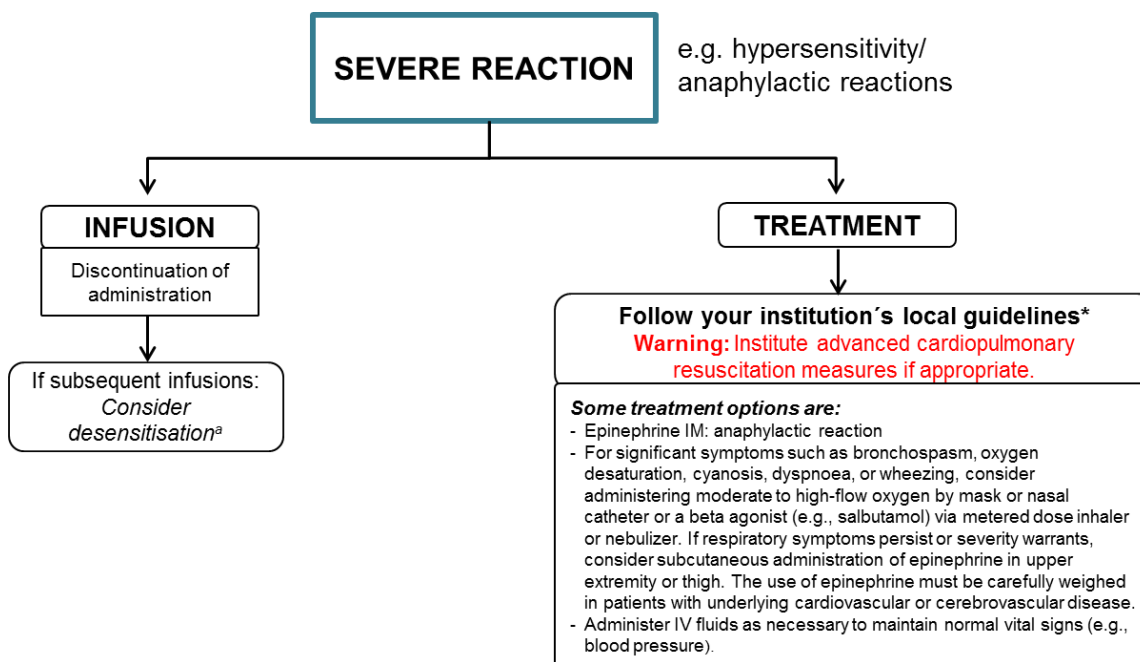 SEVERE REACTION
e.g. hypersensitivity/
anaphylactic reactions
INFUSION
Discontinuation of
administration
If subsequent infusions:
Consider
desensitisationᵃ
TREATMENT
Follow your institution´s local guidelines*
Warning: Institute advanced cardiopulmonary
resuscitation measures if appropriate.
Some treatment options are:
- Epinephrine IM: anaphylactic reaction
- For significant symptoms such as bronchospasm, oxygen
desaturation, cyanosis, dyspnoea, or wheezing, consider
administering moderate to high-flow oxygen by mask or nasal
catheter or a beta agonist (e.g., salbutamol) via metered dose inhaler
or nebulizer. If respiratory symptoms persist or severity warrants,
consider subcutaneous administration of epinephrine in upper
extremity or thigh. The use of epinephrine must be carefully weighed
in patients with underlying cardiovascular or cerebrovascular disease.
- Administer IV fluids as necessary to maintain normal vital signs (e.g.,
blood pressure).